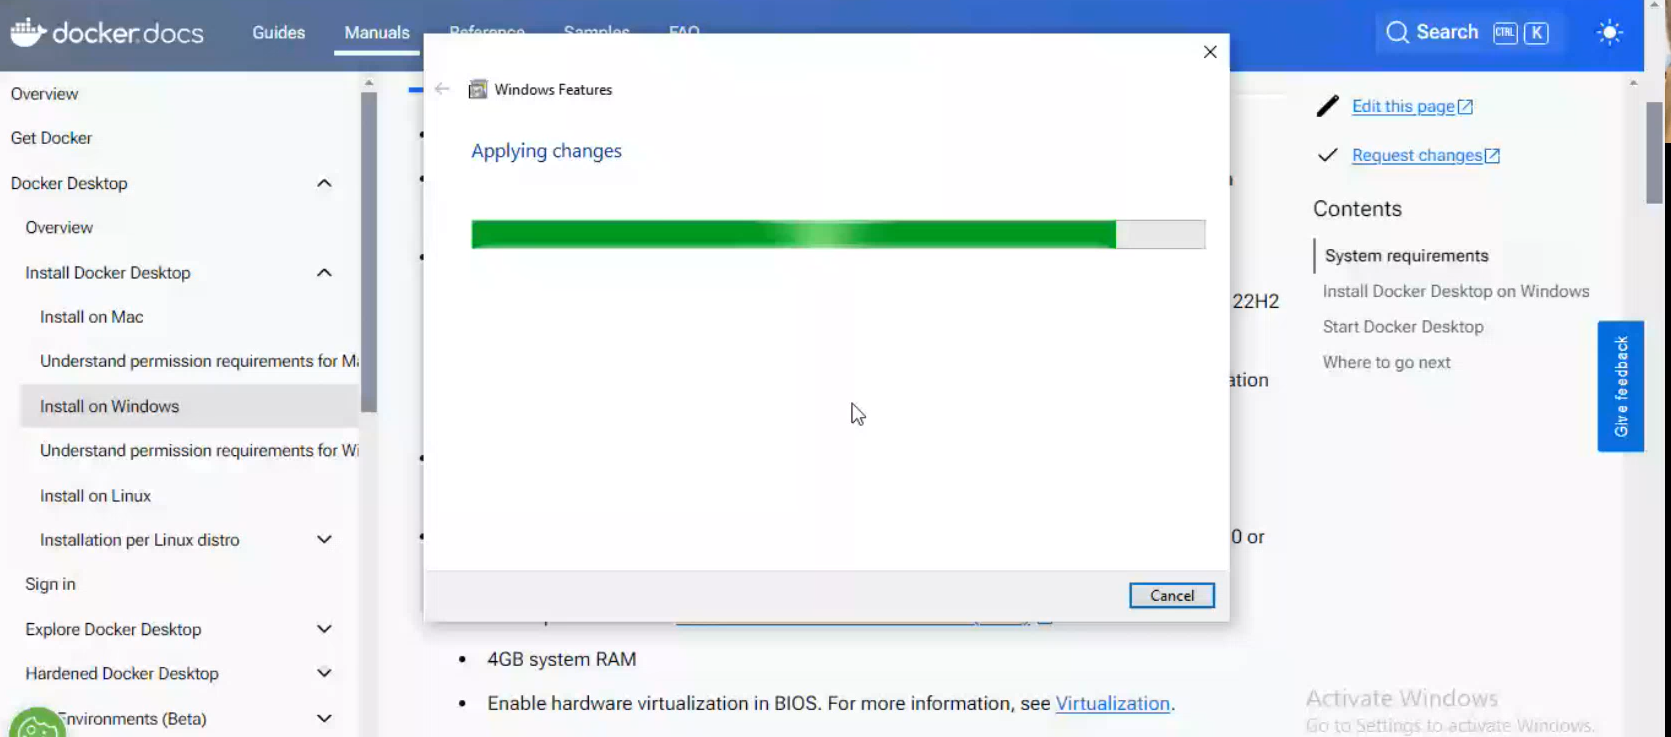 docker.docs
Guides
Manuals
Reference
Samples
FAQ
Search
CTRL K
Overview
Get Docker
Docker Desktop
Overview
Install Docker Desktop
Install on Mac
Understand permission requirements for M
Install on Windows
Understand permission requirements for Wi
Install on Linux
Installation per Linux distro
Sign in
Explore Docker Desktop
Hardened Docker Desktop
Environments (Beta)
Windows Features
Applying changes
Cancel
22H2
ation
0 or
4GB system RAM
Enable hardware virtualization in BIOS. For more information, see Virtualization.
Edit this page
Request changes
Contents
System requirements
Install Docker Desktop on Windows
Start Docker Desktop
Where to go next
Give feedback
Activate Windows
Go to Settings to activate Windows.